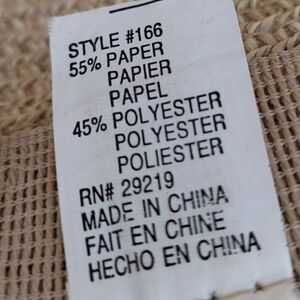 STYLE #166
55% PAPER
PAPIER
PAPEL
45% POLYESTER
POLYESTER
POLIESTER
RN# 29219
MADE IN CHINA
FAIT EN CHINE
HECHO EN CHINA